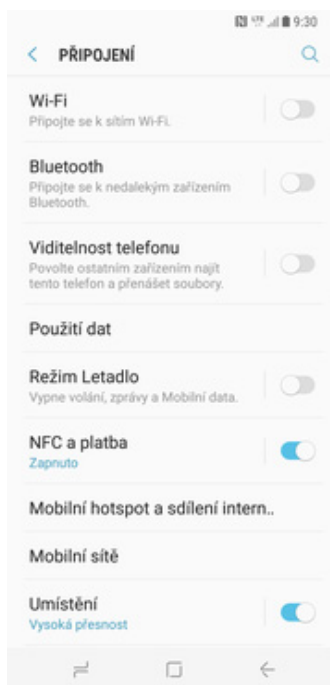 9:30
PŘIPOJENÍ
Wi-Fi
Připojte se k sítím Wi-Fi.
Bluetooth
Připojte se k nedalekým zařízením
Bluetooth.
Viditelnost telefonu
Povolte ostatním zařízením najít
tento telefon a přenášet soubory.
Použití dat
Režim Letadlo
Vypne volání, zprávy a Mobilní data.
NFC a platba
Zapnuto
Mobilní hotspot a sdílení intern..
Mobilní sítě
Umístění
Vysoká přesnost